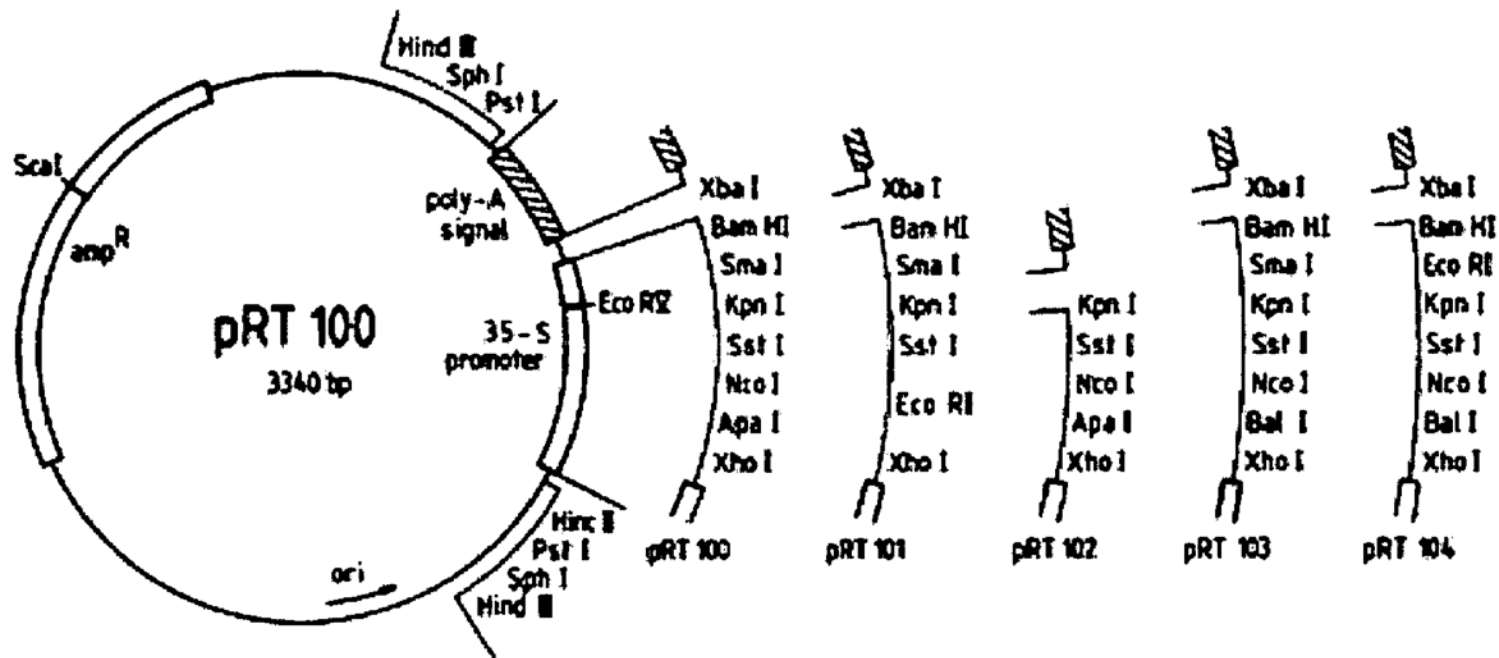 Hind III
Sph I
Pst I
Sca I
amp R
poly-A
signal
Eco RV
35-S
promoter
pRT 100
3340 bp
Hinc II
Pst I
Sph I
Hind III
ori
Xba I
Bam HI
Sma I
Kpn I
Sst I
Nco I
Apa I
Xho I
pRT 100
Xba I
Bam HI
Sma I
Kpn I
Sst I
Eco RI
Xho I
pRT 101
Kpn I
Sst I
Nco I
Apa I
Xho I
pRT 102
Xba I
Bam HI
Sma I
Kpn I
Sst I
Nco I
Bal I
Xho I
pRT 103
Xba I
Bam HI
Eco RI
Kpn I
Sst I
Nco I
Bal I
Xho I
pRT 104